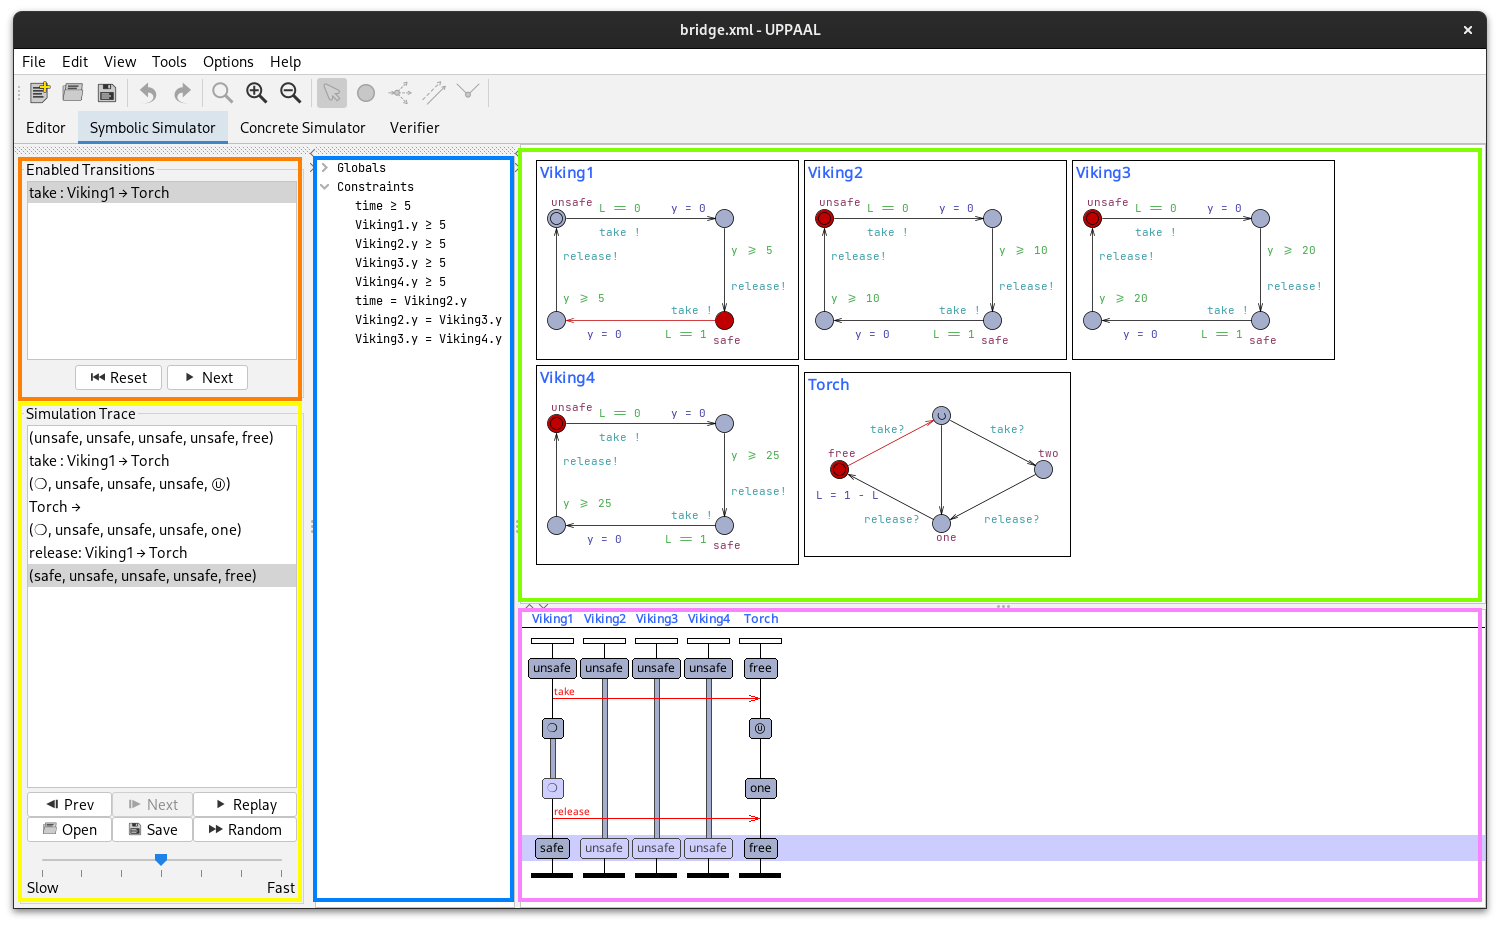 bridge.xml - UPPAAL
File Edit View Tools Options Help
Editor Symbolic Simulator Concrete Simulator Verifier
Enabled Transitions
take : Viking1 → Torch
Reset Next
Simulation Trace
(unsafe, unsafe, unsafe, unsafe, free)
take : Viking1 → Torch
(❍, unsafe, unsafe, unsafe, ⓤ)
Torch →
(❍, unsafe, unsafe, unsafe, one)
release: Viking1 → Torch
(safe, unsafe, unsafe, unsafe, free)
Prev Next Replay
Open Save Random
Slow Fast
Globals
Constraints
time ≥ 5
Viking1.y ≥ 5
Viking2.y ≥ 5
Viking3.y ≥ 5
Viking4.y ≥ 5
time = Viking2.y
Viking2.y = Viking3.y
Viking3.y = Viking4.y
Viking1
unsafe
L == 0 y = 0
take !
release!
y ≥ 5
release!
y ≥ 5
take !
y = 0 L == 1
safe
Viking2
unsafe
L == 0 y = 0
take !
release!
y ≥ 10
release!
y ≥ 10
take !
y = 0 L == 1
safe
Viking3
unsafe
L == 0 y = 0
take !
release!
y ≥ 20
release!
y ≥ 20
take !
y = 0 L == 1
safe
Viking4
unsafe
L == 0 y = 0
take !
release!
y ≥ 25
release!
y ≥ 25
take !
y = 0 L == 1
safe
Torch
take? take?
free two
L = 1 - L
release? release?
one
Viking1 Viking2 Viking3 Viking4 Torch
unsafe unsafe unsafe unsafe free
take
❍ ⓤ
❍ one
release
safe unsafe unsafe unsafe free